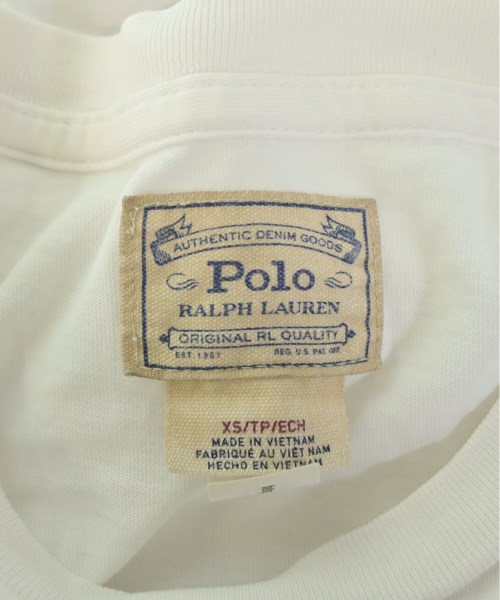 AUTHENTIC DENIM GOODS
Polo
RALPH LAUREN
ORIGINAL RL QUALITY
EST. 1967 REG. U.S. PAT. OFF.
XS/TP/ECH
MADE IN VIETNAM
FABRIQUÉ AU VIÊT NAM
HECHO EN VIETNAM